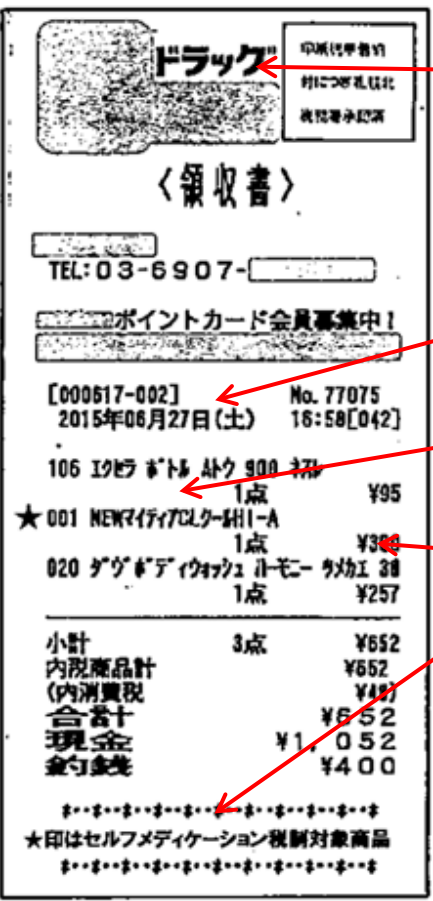 ドラッグ
印紙税申告納
付につき
税務署承認済
〈領収書〉
TEL:03-6907-
ポイントカード会員募集中!
[000617-002] No.77075
2015年06月27日(土) 16:58[042]
106 エクセラ ボトル 900 ネスレ
1点 ¥95
★001 NEWマイティアCLクールHI-A
1点
020 ダヴ ボディウォッシュ ハーモニー ツメカエ 38
1点 ¥257
小計 3点 ¥652
内税商品計 ¥652
(内消費税
合計 ¥652
現金 ¥1,052
釣銭 ¥400
*--*--*--*--*--*--*--*--*--*--*
★印はセルフメディケーション税制対象商品
*--*--*--*--*--*--*--*--*--*--*